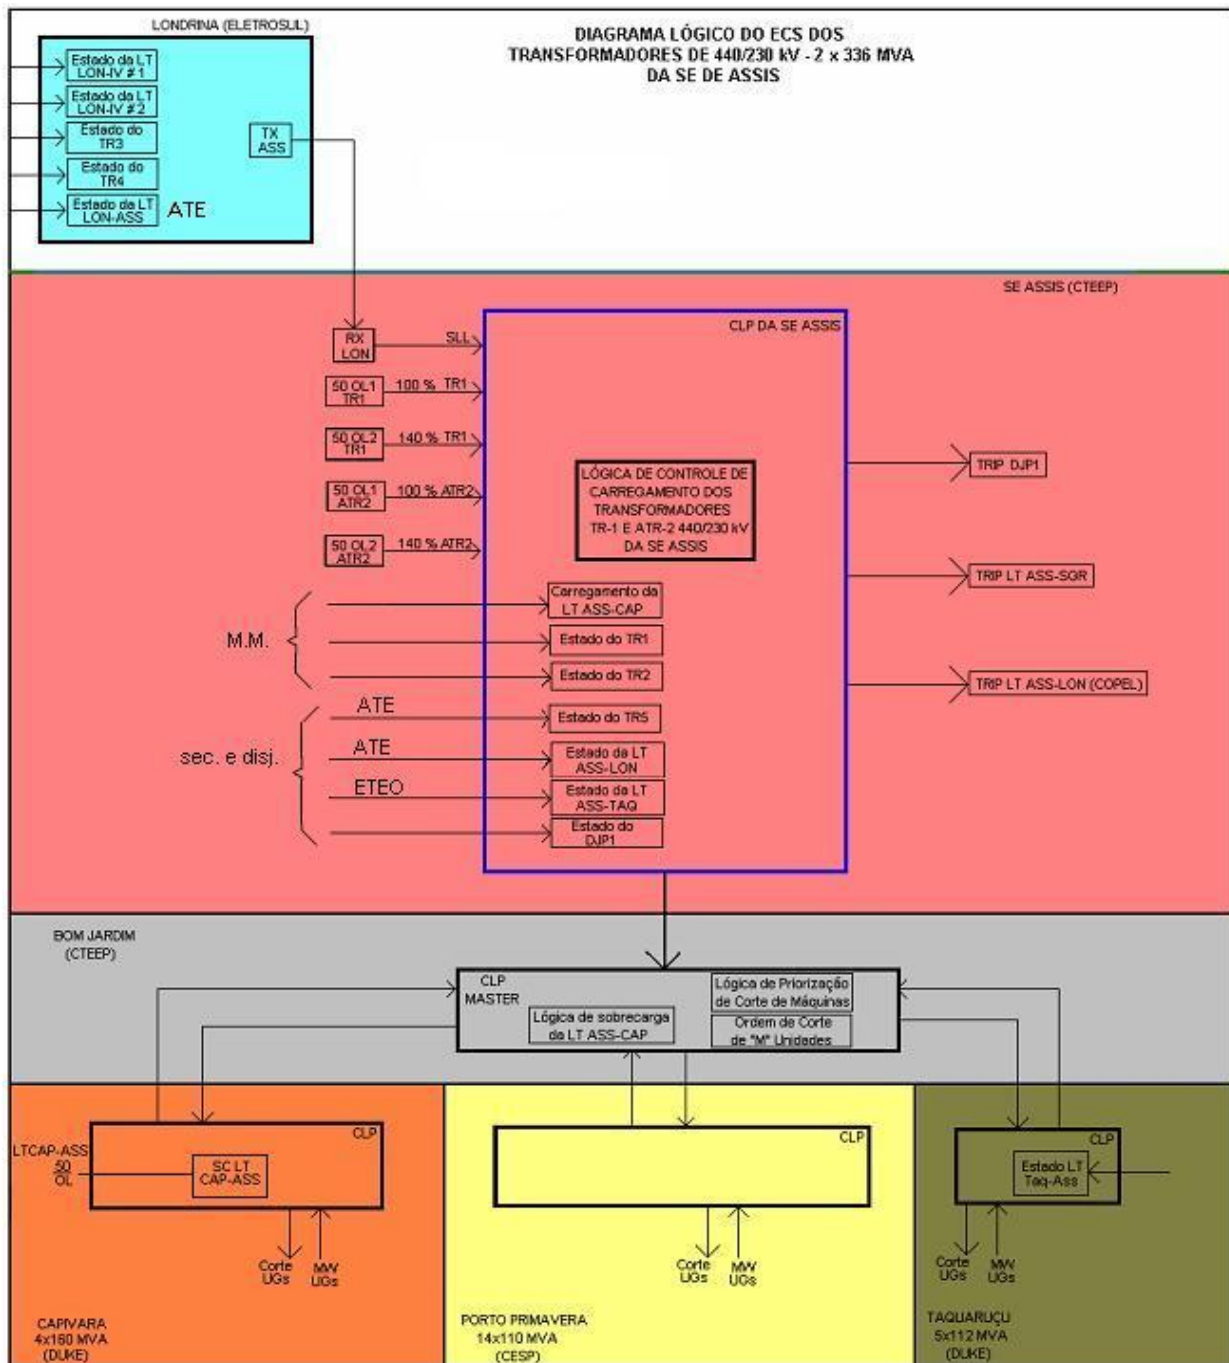 LONDRINA (ELETROSUL)
DIAGRAMA LÓGICO DO ECS DOS
TRANSFORMADORES DE 440/230 kV - 2 x 336 MVA
DA SE DE ASSIS
Estado da LT
LON-IV # 1
Estado da LT
LON-IV # 2
Estado do
TR3
Estado do
TR4
Estado da LT
LON-ASS
ATE
TX
ASS
SE ASSIS (CTEEP)
CLP DA SE ASSIS
RX
LON
SLL
50 OL1
TR1
100 % TR1
50 OL2
TR1
140 % TR1
50 OL1
ATR2
100 % ATR2
50 OL2
ATR2
140 % ATR2
LÓGICA DE CONTROLE DE
CARREGAMENTO DOS
TRANSFORMADORES
TR-1 E ATR-2 440/230 kV
DA SE ASSIS
TRIP DJP1
TRIP LT ASS-SGR
TRIP LT ASS-LON (COPEL)
M.M.
Carregamento da
LT ASS-CAP
Estado do TR1
Estado do TR2
sec. e disj.
ATE
Estado do TR5
ATE
Estado da LT
ASS-LON
ETEO
Estado da LT
ASS-TAQ
Estado do
DJP1
BOM JARDIM
(CTEEP)
CLP
MASTER
Lógica de sobrecarga
da LT ASS-CAP
Lógica de Priorização
de Corte de Máquinas
Ordem de Corte
de "M" Unidades
LTCAP-ASS
50
OL
CLP
SC LT
CAP-ASS
Corte
UGs
MW
UGs
CAPIVARA
4x160 MVA
(DUKE)
CLP
Corte
UGs
MW
UGs
PORTO PRIMAVERA
14x110 MVA
(CESP)
CLP
Estado LT
Taq-Ass
Corte
UGs
MW
UGs
TAQUARUÇU
5x112 MVA
(DUKE)